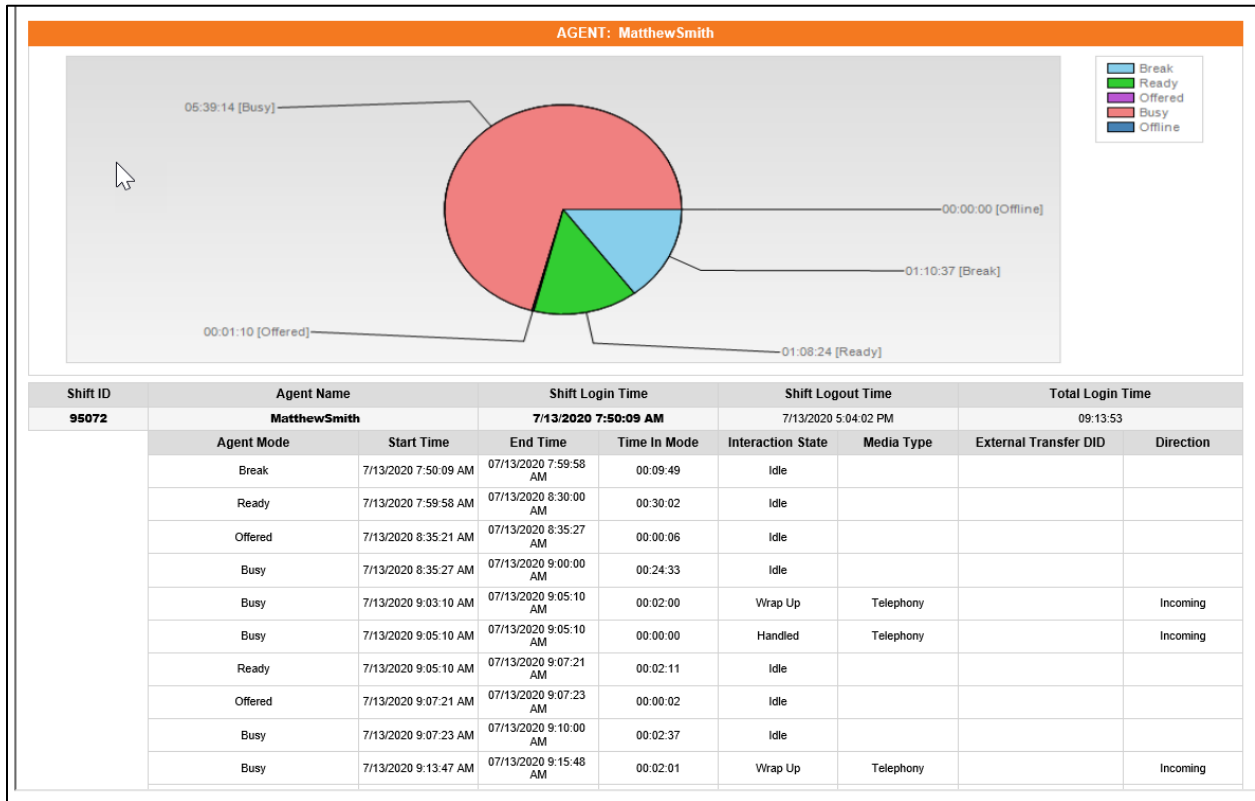 AGENT: MatthewSmith
Break
Ready
Offered
Busy
Offline
05:39:14 [Busy]
00:00:00 [Offline]
01:10:37 [Break]
00:01:10 [Offered]
01:08:24 [Ready]
Shift ID Agent Name Shift Login Time Shift Logout Time Total Login Time
95072 MatthewSmith 7/13/2020 7:50:09 AM 7/13/2020 5:04:02 PM 09:13:53
Agent Mode Start Time End Time Time In Mode Interaction State Media Type External Transfer DID Direction
Break 7/13/2020 7:50:09 AM 07/13/2020 7:59:58 AM 00:09:49 Idle
Ready 7/13/2020 7:59:58 AM 07/13/2020 8:30:00 AM 00:30:02 Idle
Offered 7/13/2020 8:35:21 AM 07/13/2020 8:35:27 AM 00:00:06 Idle
Busy 7/13/2020 8:35:27 AM 07/13/2020 9:00:00 AM 00:24:33 Idle
Busy 7/13/2020 9:03:10 AM 07/13/2020 9:05:10 AM 00:02:00 Wrap Up Telephony Incoming
Busy 7/13/2020 9:05:10 AM 07/13/2020 9:05:10 AM 00:00:00 Handled Telephony Incoming
Ready 7/13/2020 9:05:10 AM 07/13/2020 9:07:21 AM 00:02:11 Idle
Offered 7/13/2020 9:07:21 AM 07/13/2020 9:07:23 AM 00:00:02 Idle
Busy 7/13/2020 9:07:23 AM 07/13/2020 9:10:00 AM 00:02:37 Idle
Busy 7/13/2020 9:13:47 AM 07/13/2020 9:15:48 AM 00:02:01 Wrap Up Telephony Incoming